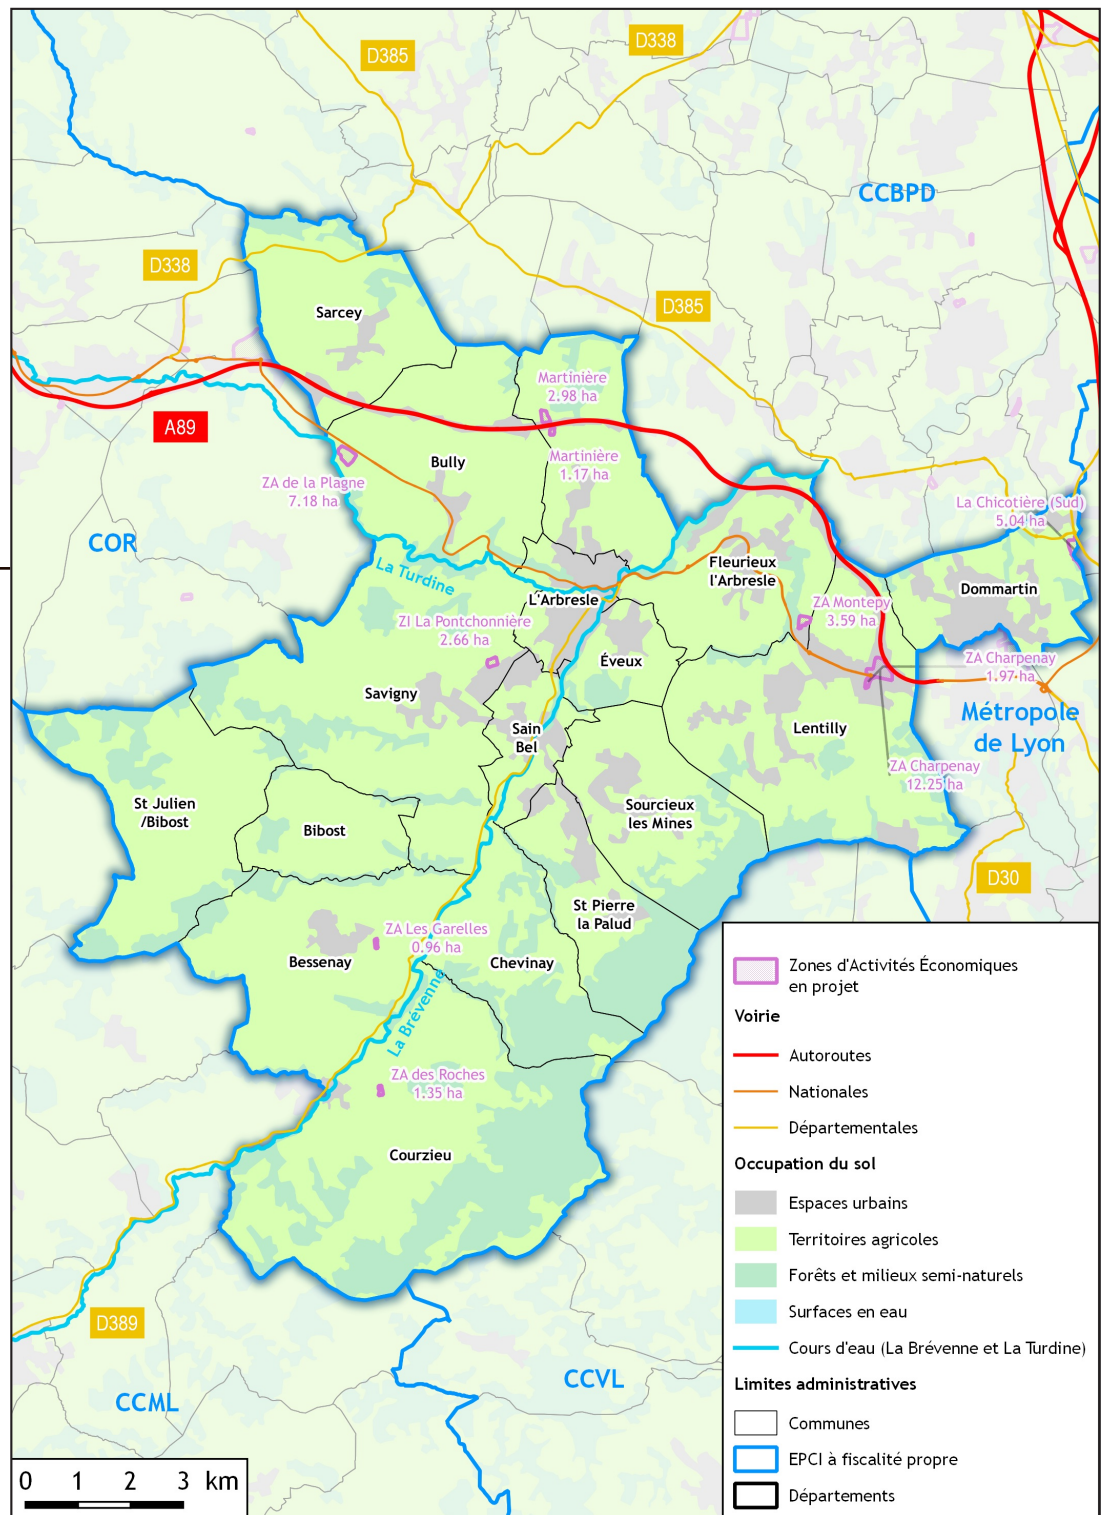 D385
D338
CCBPD
D338
D385
Sarcey
Martinière
2.98 ha
A89
Martinière
1.17 ha
Bully
ZA de la Plagne
7.18 ha
La Chicotière (Sud)
5.04 ha
COR
La Turdine
Fleurieux
l'Arbresle
Dommartin
L'Arbresle
ZA Montepy
3.59 ha
ZI La Pontchonnière
2.66 ha
Éveux
ZA Charpenay
1.97 ha
Savigny
Métropole
de Lyon
Sain
Bel
Lentilly
ZA Charpenay
12.25 ha
St Julien
/Bibost
Bibost
Sourcieux
les Mines
D30
St Pierre
la Palud
ZA Les Garelles
0.96 ha
Bessenay
Chevinay
La Brévenne
ZA des Roches
1.35 ha
Courzieu
D389
CCML
CCVL
0 1 2 3 km
Zones d'Activités Économiques
en projet
Voirie
Autoroutes
Nationales
Départementales
Occupation du sol
Espaces urbains
Territoires agricoles
Forêts et milieux semi-naturels
Surfaces en eau
Cours d'eau (La Brévenne et La Turdine)
Limites administratives
Communes
EPCI à fiscalité propre
Départements